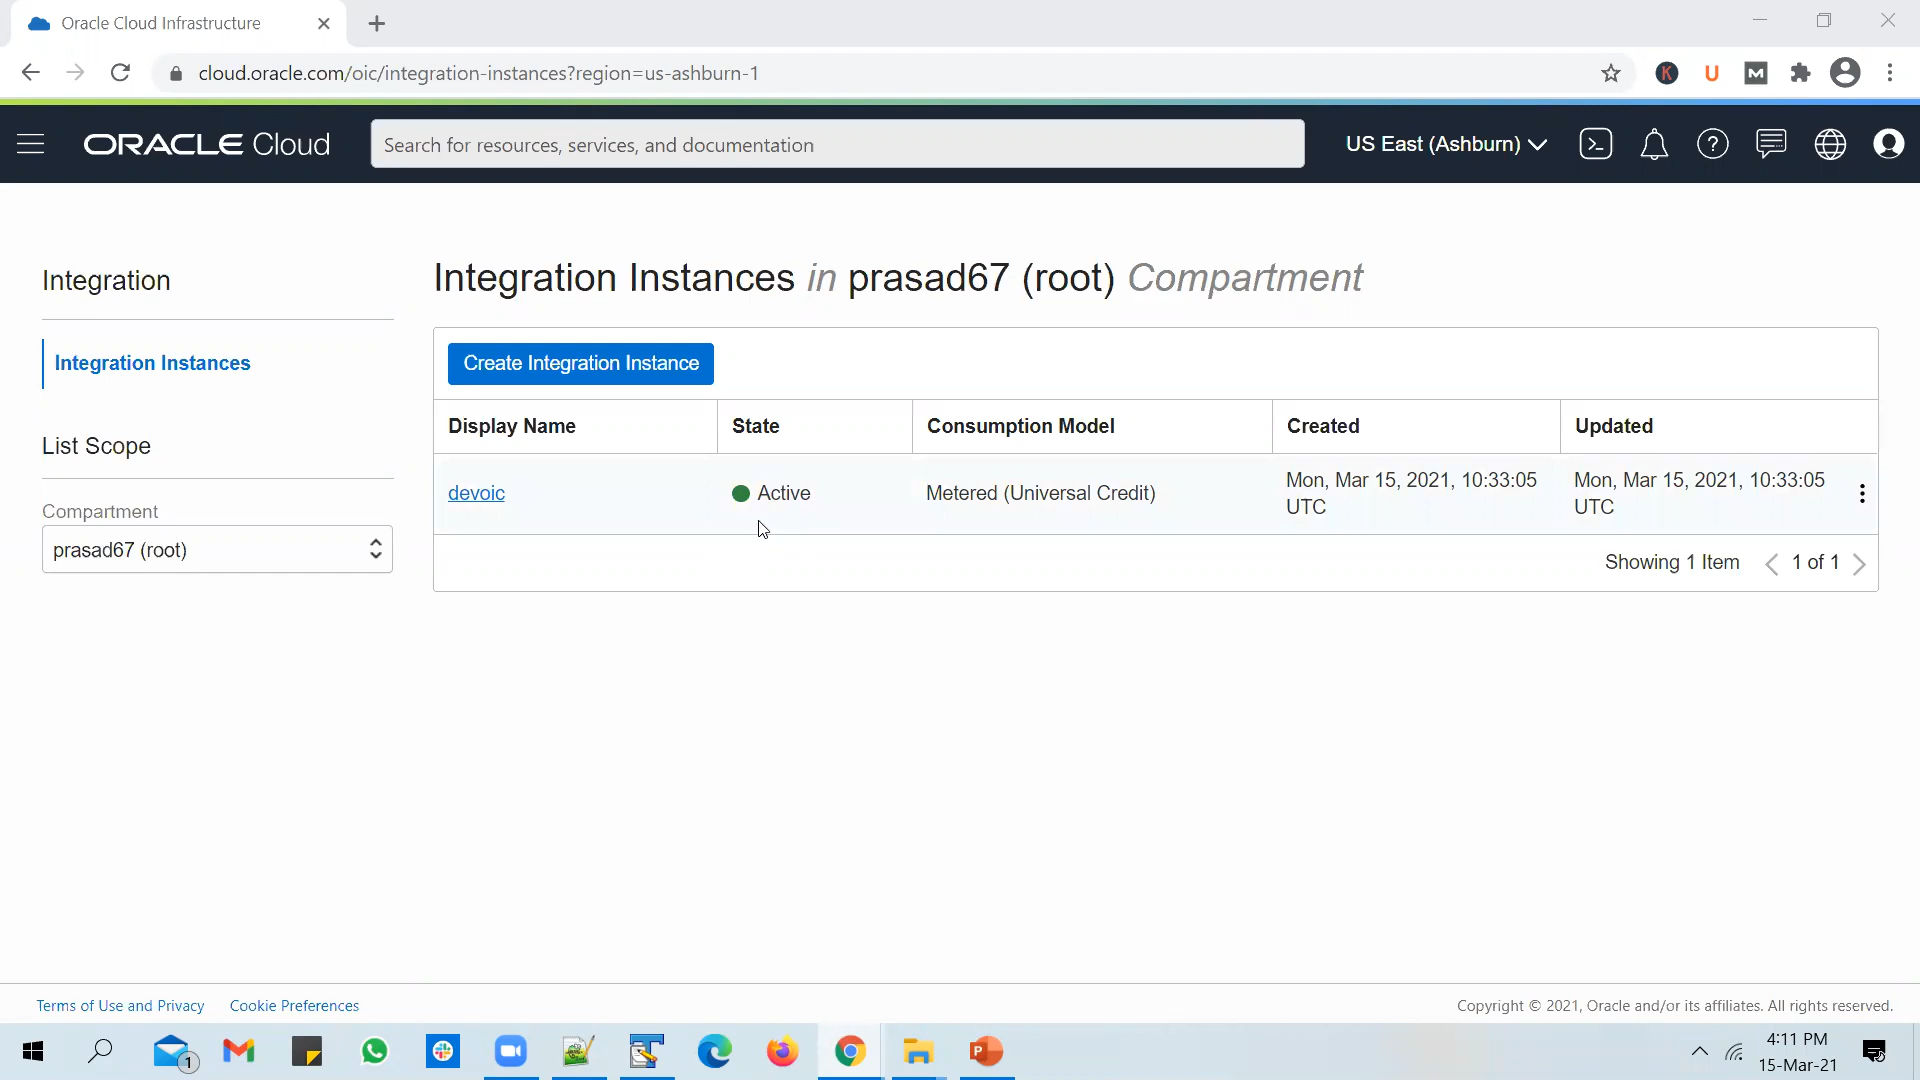 Oracle Cloud Infrastructure
cloud.oracle.com/oic/integration-instances?region=us-ashburn-1
K
U
M
ORACLE Cloud
Search for resources, services, and documentation
US East (Ashburn)
Integration
Integration Instances
List Scope
Compartment
prasad67 (root)
Integration Instances in prasad67 (root) Compartment
Create Integration Instance
Display Name State Consumption Model Created Updated
devoic Active Metered (Universal Credit) Mon, Mar 15, 2021, 10:33:05 UTC Mon, Mar 15, 2021, 10:33:05 UTC
Showing 1 Item 1 of 1
Terms of Use and Privacy Cookie Preferences
Copyright © 2021, Oracle and/or its affiliates. All rights reserved.
1
4:11 PM
15-Mar-21